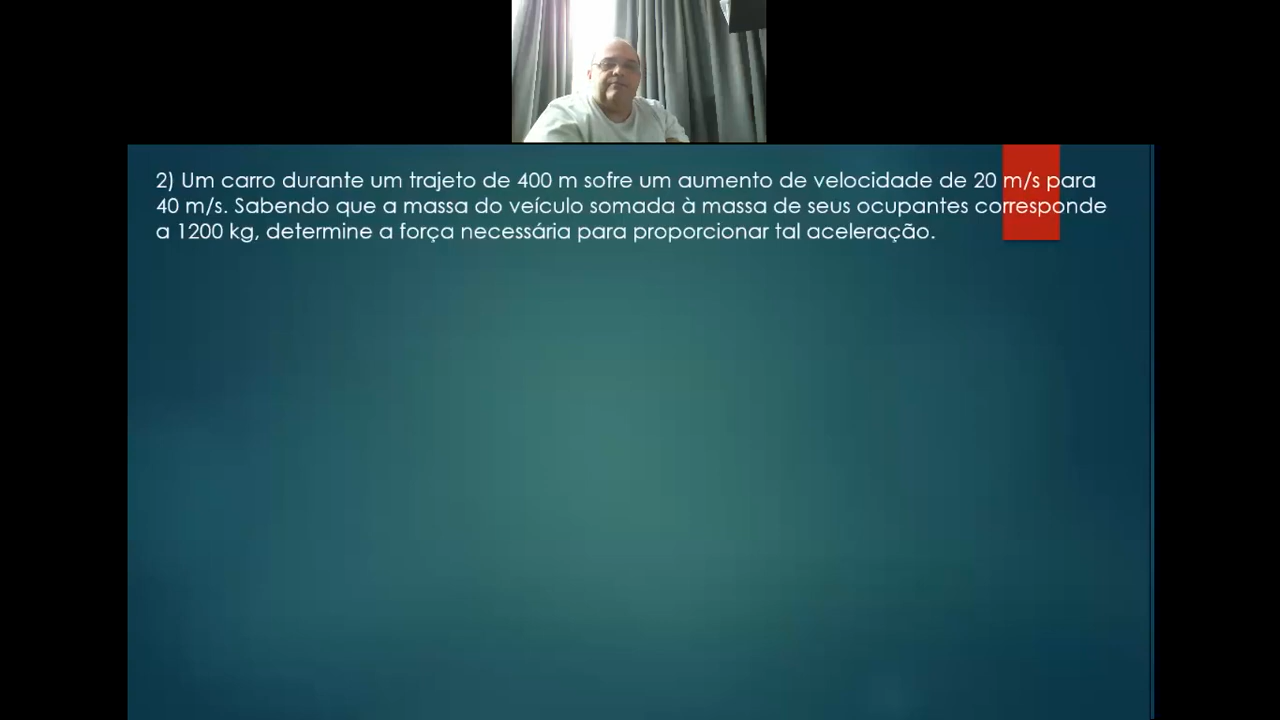 2) Um carro durante um trajeto de 400 m sofre um aumento de velocidade de 20 m/s para
40 m/s. Sabendo que a massa do veículo somada à massa de seus ocupantes corresponde
a 1200 kg, determine a força necessária para proporcionar tal aceleração.